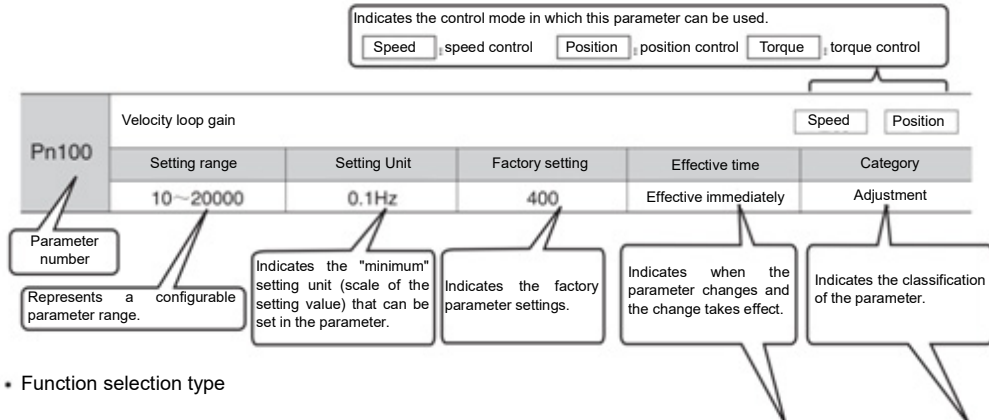 Indicates the control mode in which this parameter can be used.
Speed : speed control Position : position control Torque : torque control
Velocity loop gain Speed Position
Pn100
Setting range Setting Unit Factory setting Effective time Category
10~20000 0.1Hz 400 Effective immediately Adjustment
Parameter
number
Represents a configurable
parameter range.
Indicates the "minimum"
setting unit (scale of the
setting value) that can be
set in the parameter.
Indicates the factory
parameter settings.
Indicates when the
parameter changes and
the change takes effect.
Indicates the classification
of the parameter.
• Function selection type